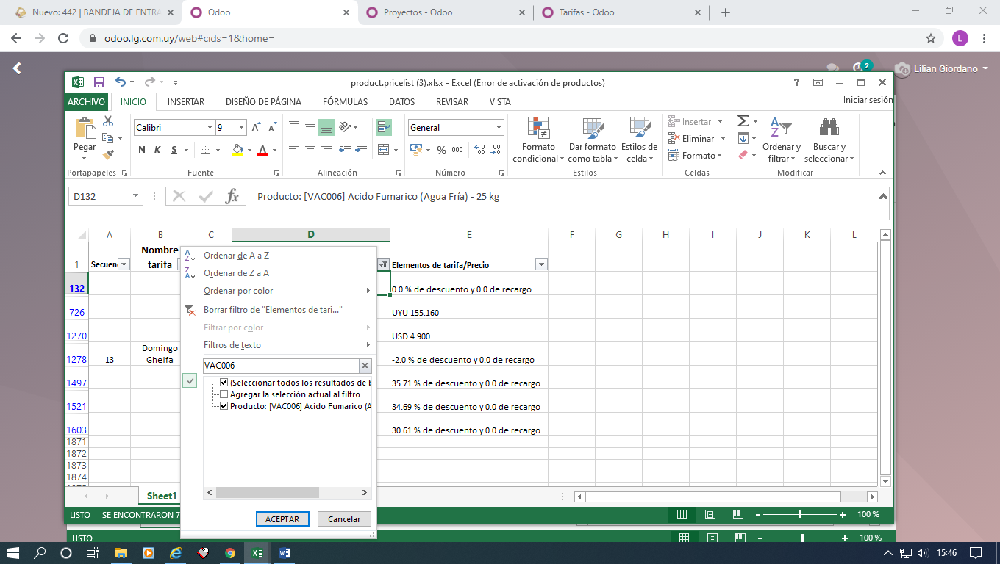 Nuevo: 442 | BANDEJA DE ENTRA
Odoo
Proyectos - Odoo
Tarifas - Odoo
odoo.lg.com.uy/web#cids=1&home=
L
2
Lilian Giordano
product.pricelist (3).xlsx - Excel (Error de activación de productos)
ARCHIVO INICIO INSERTAR DISEÑO DE PÁGINA FÓRMULAS DATOS REVISAR VISTA
Iniciar sesión
Pegar
Portapapeles
Calibri 9
N K S
Fuente
Alineación
General
% 000
Número
Formato condicional
Dar formato como tabla
Estilos de celda
Estilos
Insertar
Eliminar
Formato
Celdas
Ordenar y filtrar
Buscar y seleccionar
Modificar
D132
Producto: [VAC006] Acido Fumarico (Agua Fría) - 25 kg
A B C D E F G H I J K L
1 Secuen Nombre tarifa Elementos de tarifa/Precio
132 0.0 % de descuento y 0.0 de recargo
726 UYU 155.160
1270 USD 4.900
1278 13 Domingo Ghelfa -2.0 % de descuento y 0.0 de recargo
1497 35.71 % de descuento y 0.0 de recargo
1521 34.69 % de descuento y 0.0 de recargo
1603 30.61 % de descuento y 0.0 de recargo
1871
1872
1873
1874
Ordenar de A a Z
Ordenar de Z a A
Ordenar por color
Borrar filtro de "Elementos de tari..."
Filtrar por color
Filtros de texto
VAC006
(Seleccionar todos los resultados de b
Agregar la selección actual al filtro
Producto: [VAC006] Acido Fumarico (A
ACEPTAR Cancelar
Sheet1
LISTO SE ENCONTRARON 7
100 %
LISTO
100 %
15:46